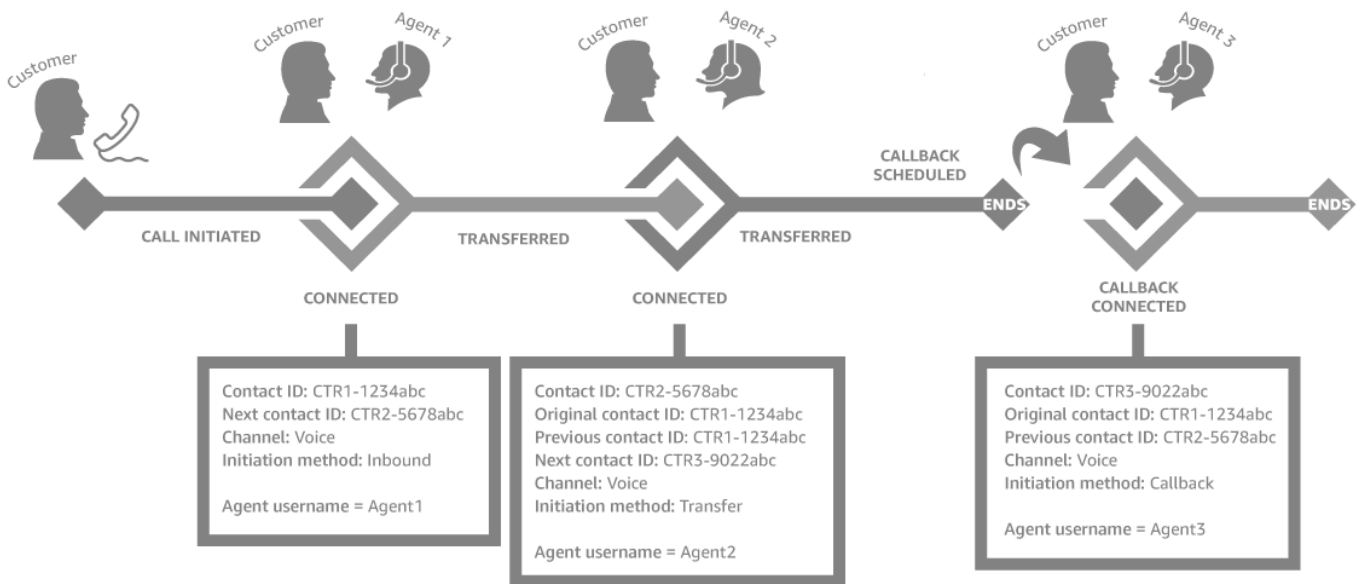 Customer
Customer
Agent 1
Customer
Agent 2
Customer
Agent 3
CALL INITIATED
CONNECTED
TRANSFERRED
CONNECTED
TRANSFERRED
CALLBACK
SCHEDULED
ENDS
CALLBACK
CONNECTED
ENDS
Contact ID: CTR1-1234abc
Next contact ID: CTR2-5678abc
Channel: Voice
Initiation method: Inbound
Agent username = Agent1
Contact ID: CTR2-5678abc
Original contact ID: CTR1-1234abc
Previous contact ID: CTR1-1234abc
Next contact ID: CTR3-9022abc
Channel: Voice
Initiation method: Transfer
Agent username = Agent2
Contact ID: CTR3-9022abc
Original contact ID: CTR1-1234abc
Previous contact ID: CTR2-5678abc
Channel: Voice
Initiation method: Callback
Agent username = Agent3